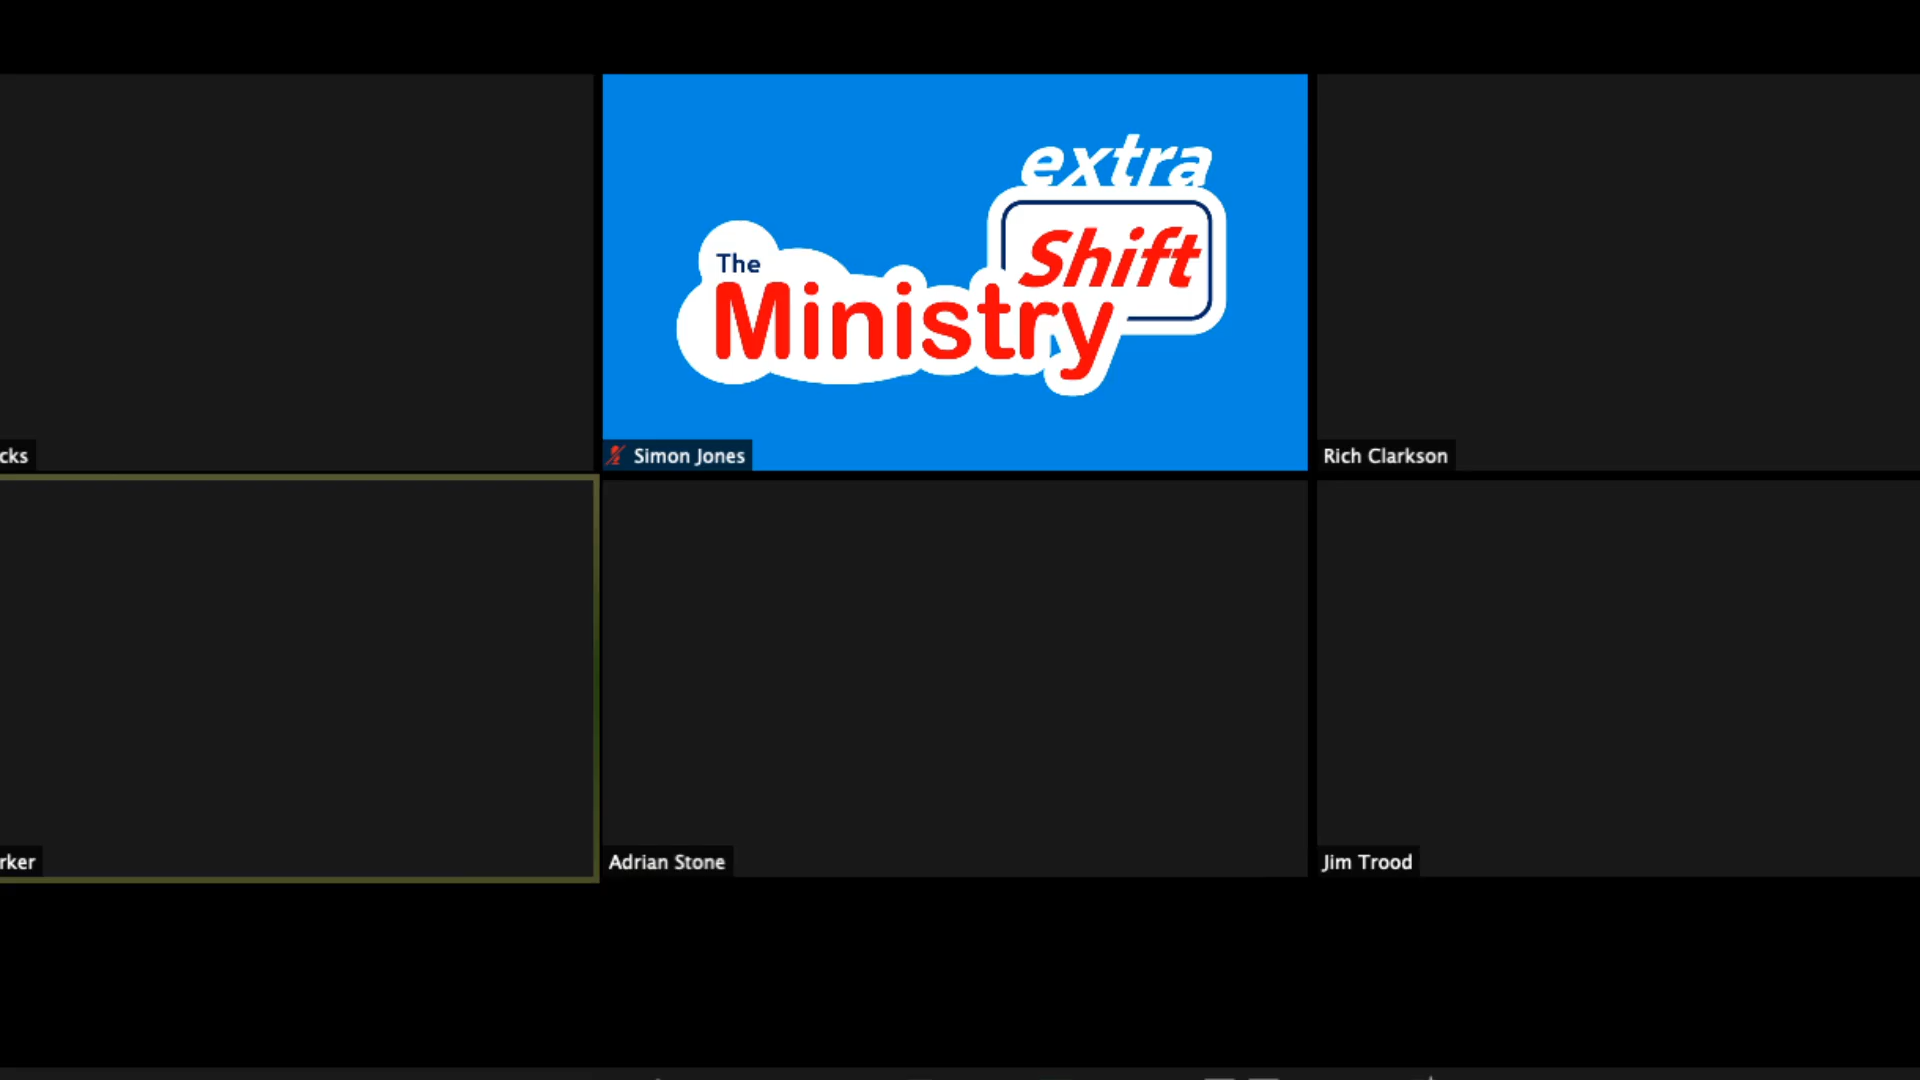 extra
Shift
The
Ministry
cks
Simon Jones
Rich Clarkson
rker
Adrian Stone
Jim Trood